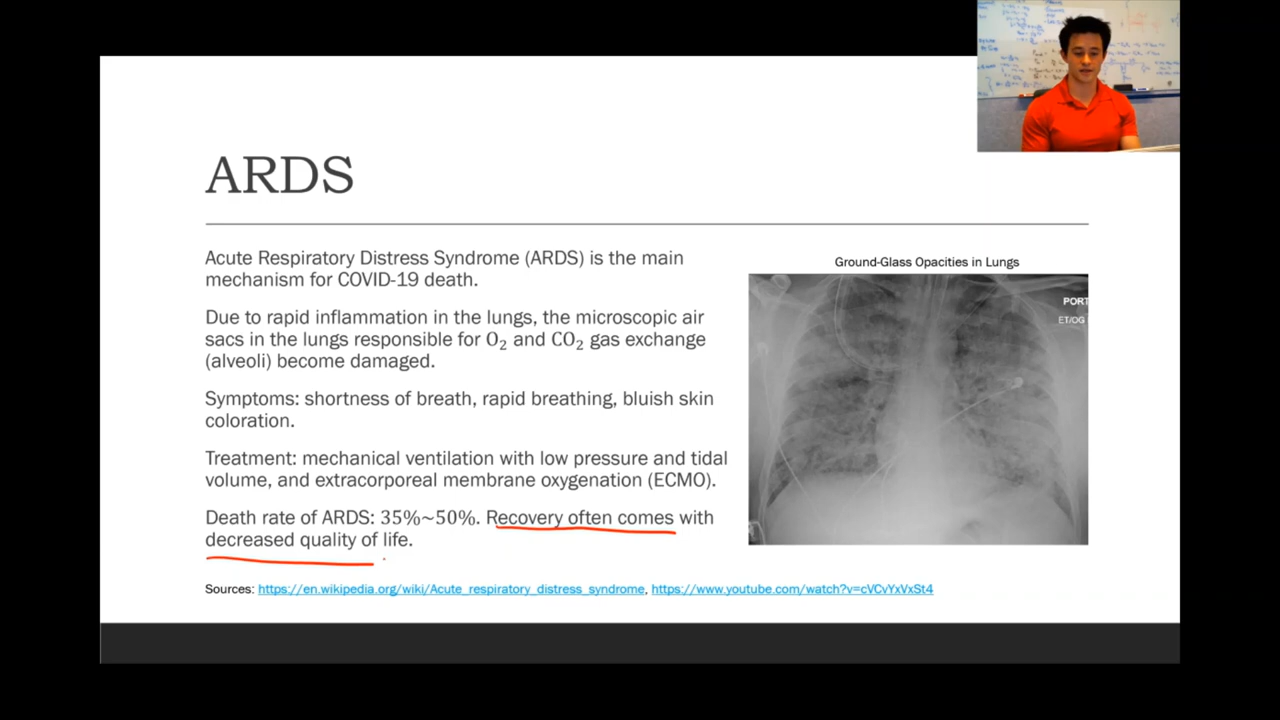 ARDS
Acute Respiratory Distress Syndrome (ARDS) is the main
mechanism for COVID-19 death.
Due to rapid inflammation in the lungs, the microscopic air
sacs in the lungs responsible for O₂ and CO₂ gas exchange
(alveoli) become damaged.
Symptoms: shortness of breath, rapid breathing, bluish skin
coloration.
Treatment: mechanical ventilation with low pressure and tidal
volume, and extracorporeal membrane oxygenation (ECMO).
Death rate of ARDS: 35%~50%. Recovery often comes with
decreased quality of life.
Ground-Glass Opacities in Lungs
PORT
ET/OG
Sources: https://en.wikipedia.org/wiki/Acute_respiratory_distress_syndrome, https://www.youtube.com/watch?v=cVCvYxVxSt4